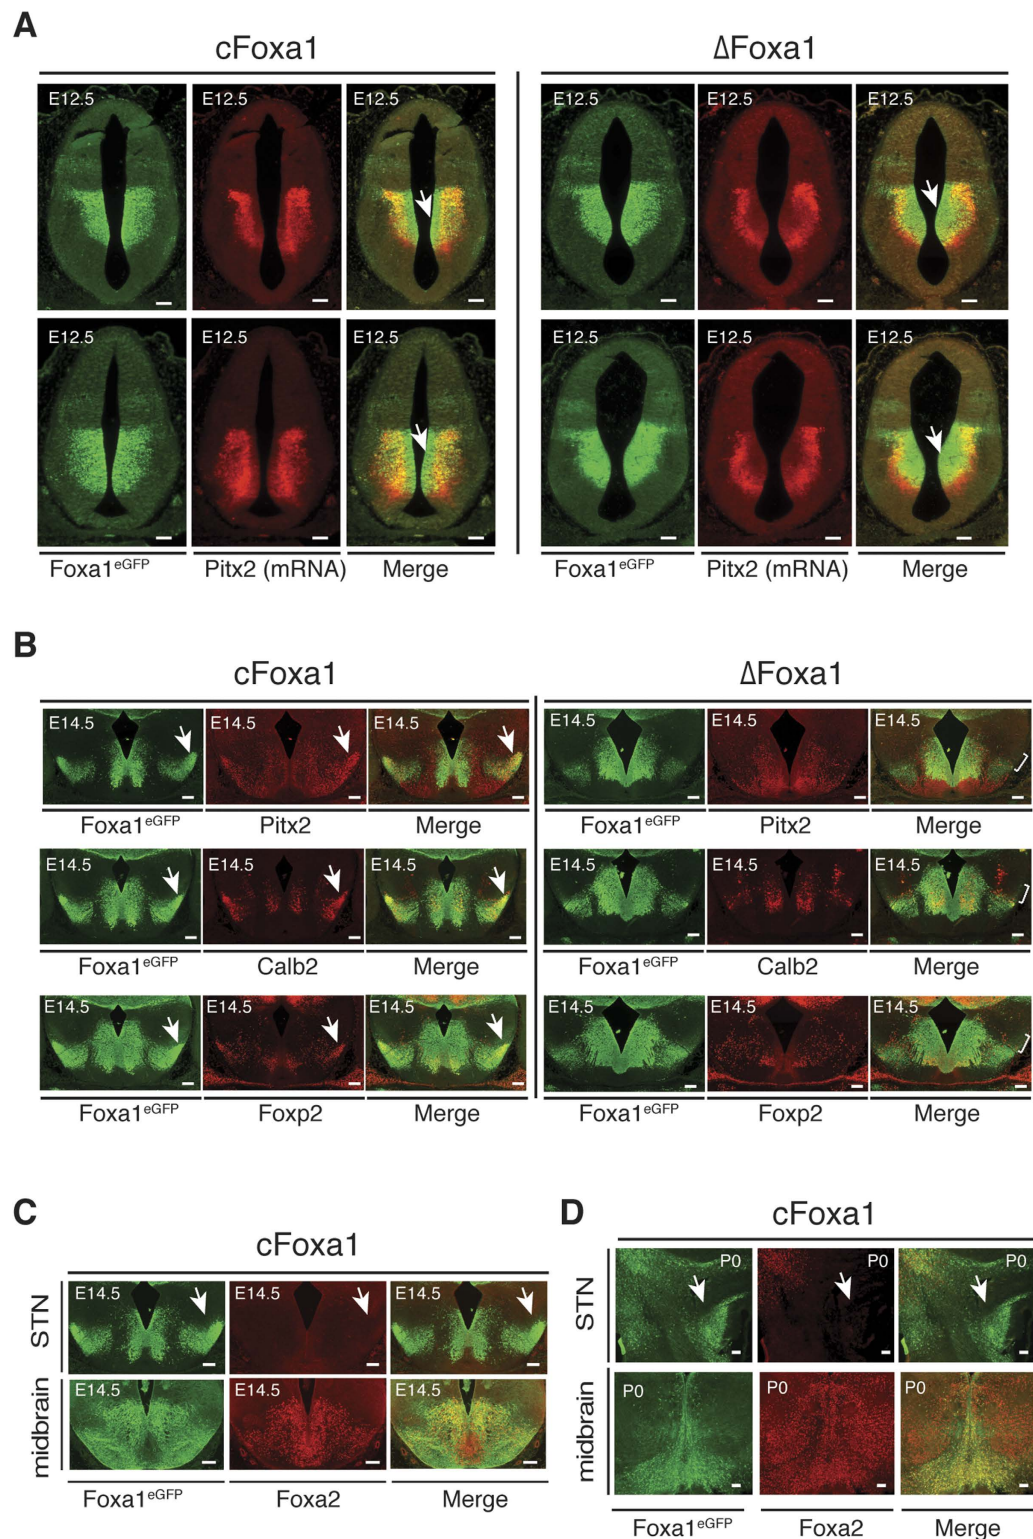 A
cFoxa1
ΔFoxa1
E12.5
E12.5
E12.5
E12.5
E12.5
E12.5
E12.5
E12.5
E12.5
E12.5
E12.5
E12.5
Foxa1eGFP
Pitx2 (mRNA)
Merge
Foxa1eGFP
Pitx2 (mRNA)
Merge
B
cFoxa1
ΔFoxa1
E14.5
E14.5
E14.5
E14.5
E14.5
E14.5
Foxa1eGFP
Pitx2
Merge
Foxa1eGFP
Pitx2
Merge
E14.5
E14.5
E14.5
E14.5
E14.5
E14.5
Foxa1eGFP
Calb2
Merge
Foxa1eGFP
Calb2
Merge
E14.5
E14.5
E14.5
E14.5
E14.5
E14.5
Foxa1eGFP
Foxp2
Merge
Foxa1eGFP
Foxp2
Merge
C
cFoxa1
STN
E14.5
E14.5
E14.5
midbrain
E14.5
E14.5
E14.5
Foxa1eGFP
Foxa2
Merge
D
cFoxa1
STN
P0
P0
P0
midbrain
P0
P0
P0
Foxa1eGFP
Foxa2
Merge